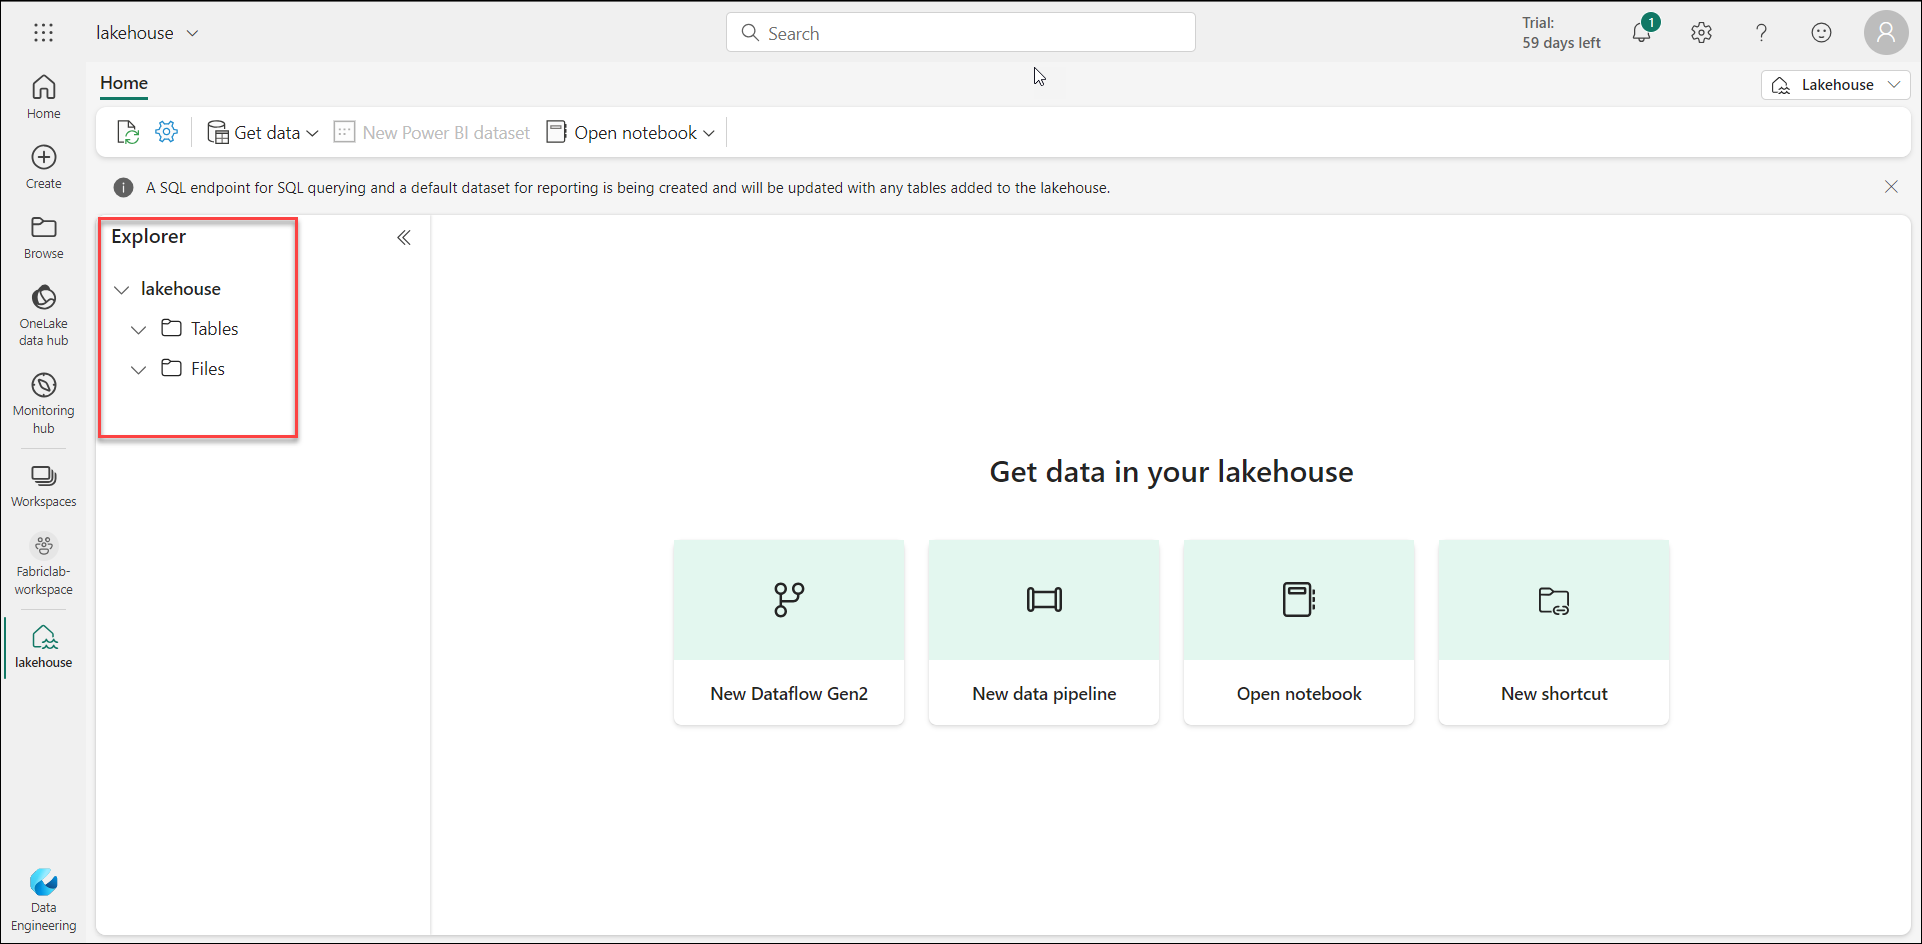 lakehouse
Search
Trial:
59 days left
1
Home
Lakehouse
Get data
New Power BI dataset
Open notebook
A SQL endpoint for SQL querying and a default dataset for reporting is being created and will be updated with any tables added to the lakehouse.
Home
Create
Browse
OneLake
data hub
Monitoring
hub
Workspaces
Fabriclab-
workspace
lakehouse
Data
Engineering
Explorer
lakehouse
Tables
Files
Get data in your lakehouse
New Dataflow Gen2
New data pipeline
Open notebook
New shortcut